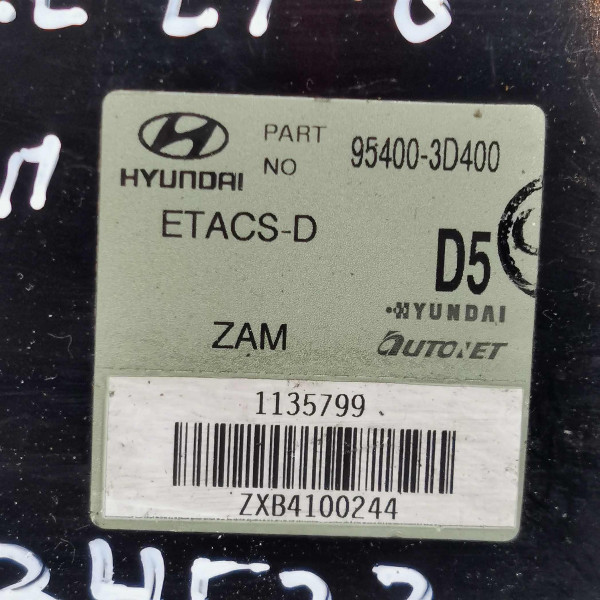 PART NO 95400-3D400
HYUNDAI
ETACS-D
D5
HYUNDAI
ZAM
AUTONET
1135799
ZXB4100244